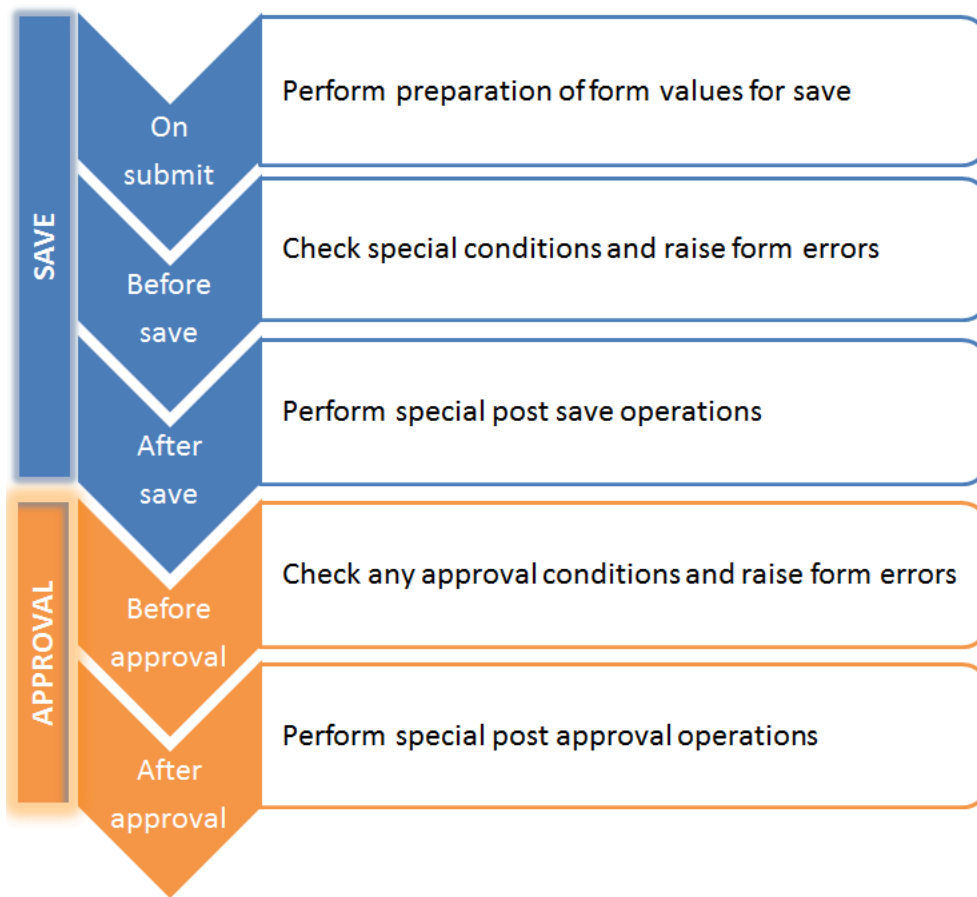 SAVE
On
submit
Perform preparation of form values for save
Before
save
Check special conditions and raise form errors
After
save
Perform special post save operations
APPROVAL
Before
approval
Check any approval conditions and raise form errors
After
approval
Perform special post approval operations